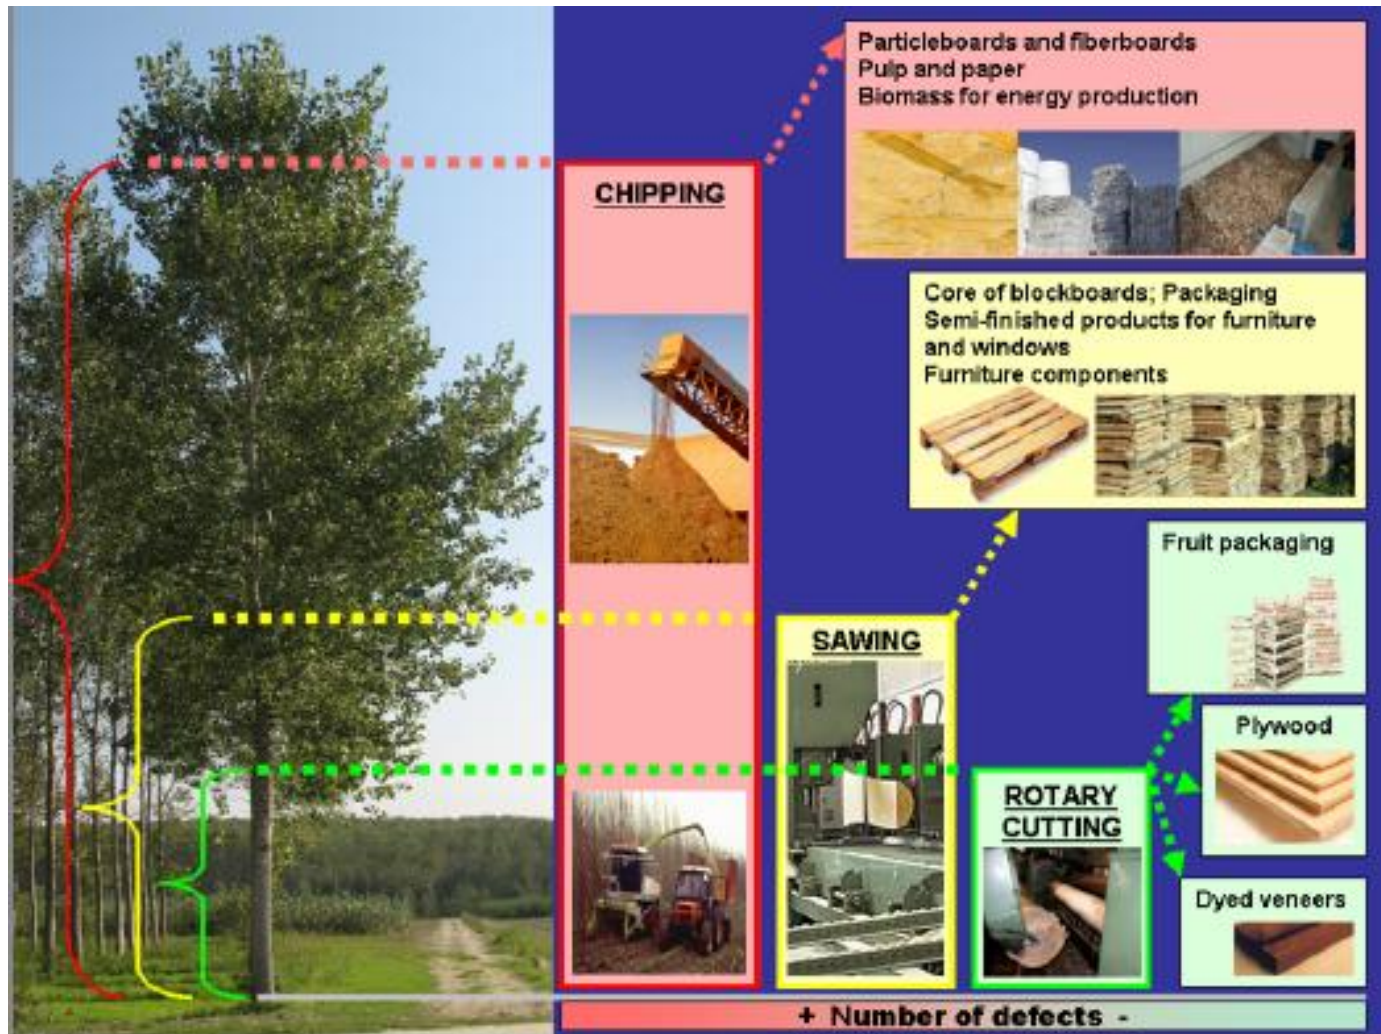 Particleboards and fiberboards
Pulp and paper
Biomass for energy production
CHIPPING
Core of blockboards; Packaging
Semi-finished products for furniture
and windows
Furniture components
Fruit packaging
SAWING
Plywood
ROTARY
CUTTING
Dyed veneers
+ Number of defects -